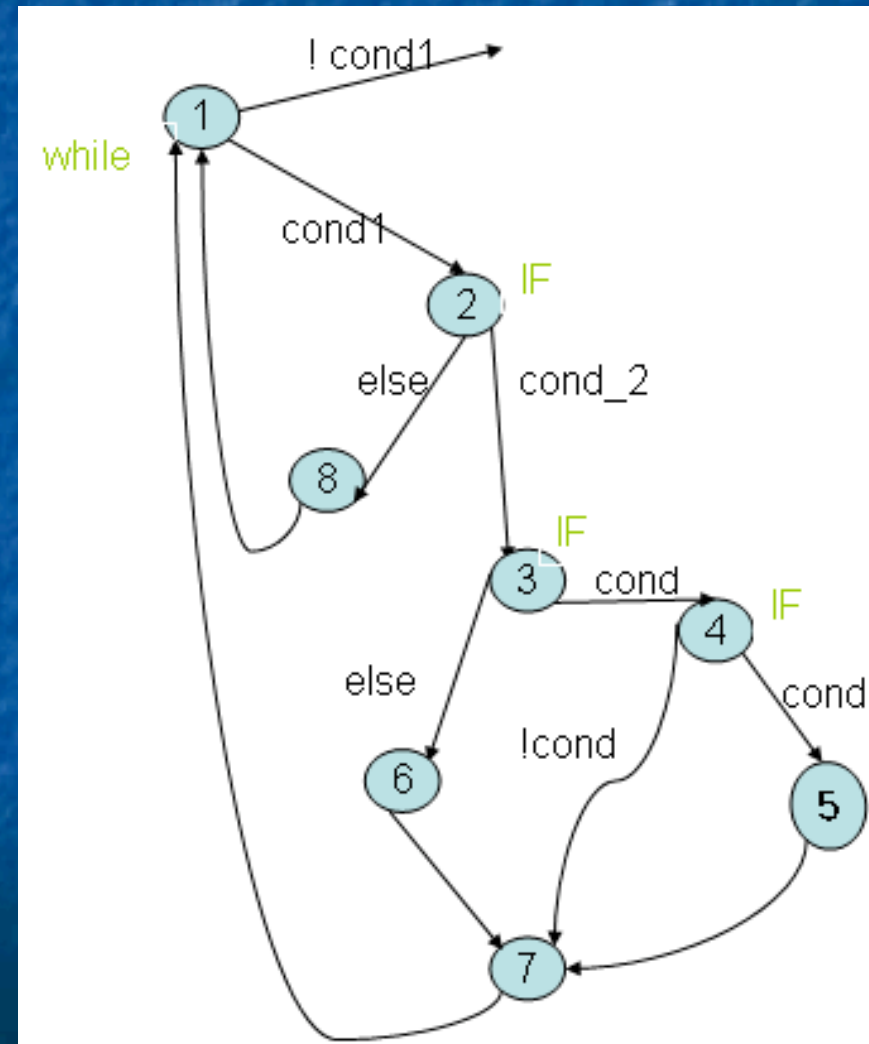 ! cond1
1
while
cond1
IF
2
else
cond_2
8
IF
3
cond
IF
4
else
cond
!cond
6
5
7